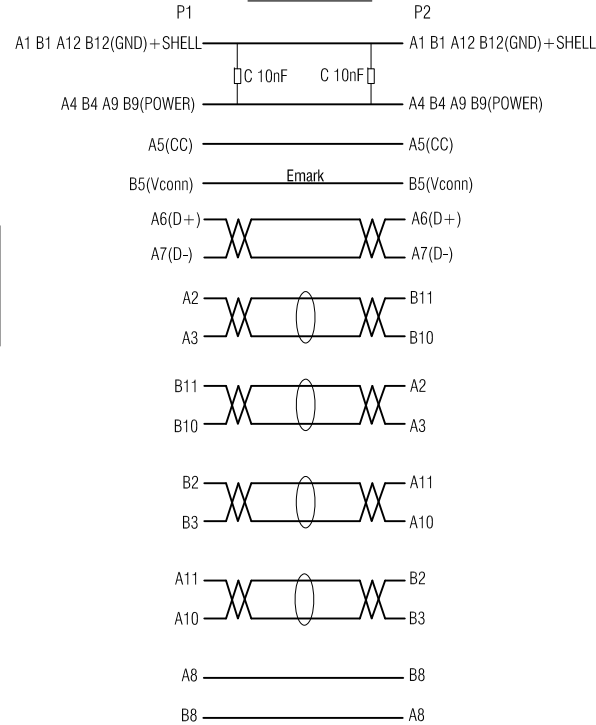 P1 P2
A1 B1 A12 B12(GND)+SHELL A1 B1 A12 B12(GND)+SHELL
C 10nF C 10nF
A4 B4 A9 B9(POWER) A4 B4 A9 B9(POWER)
A5(CC) A5(CC)
B5(Vconn) Emark B5(Vconn)
A6(D+) A6(D+)
A7(D-) A7(D-)
A2 B11
A3 B10
B11 A2
B10 A3
B2 A11
B3 A10
A11 B2
A10 B3
A8 B8
B8 A8